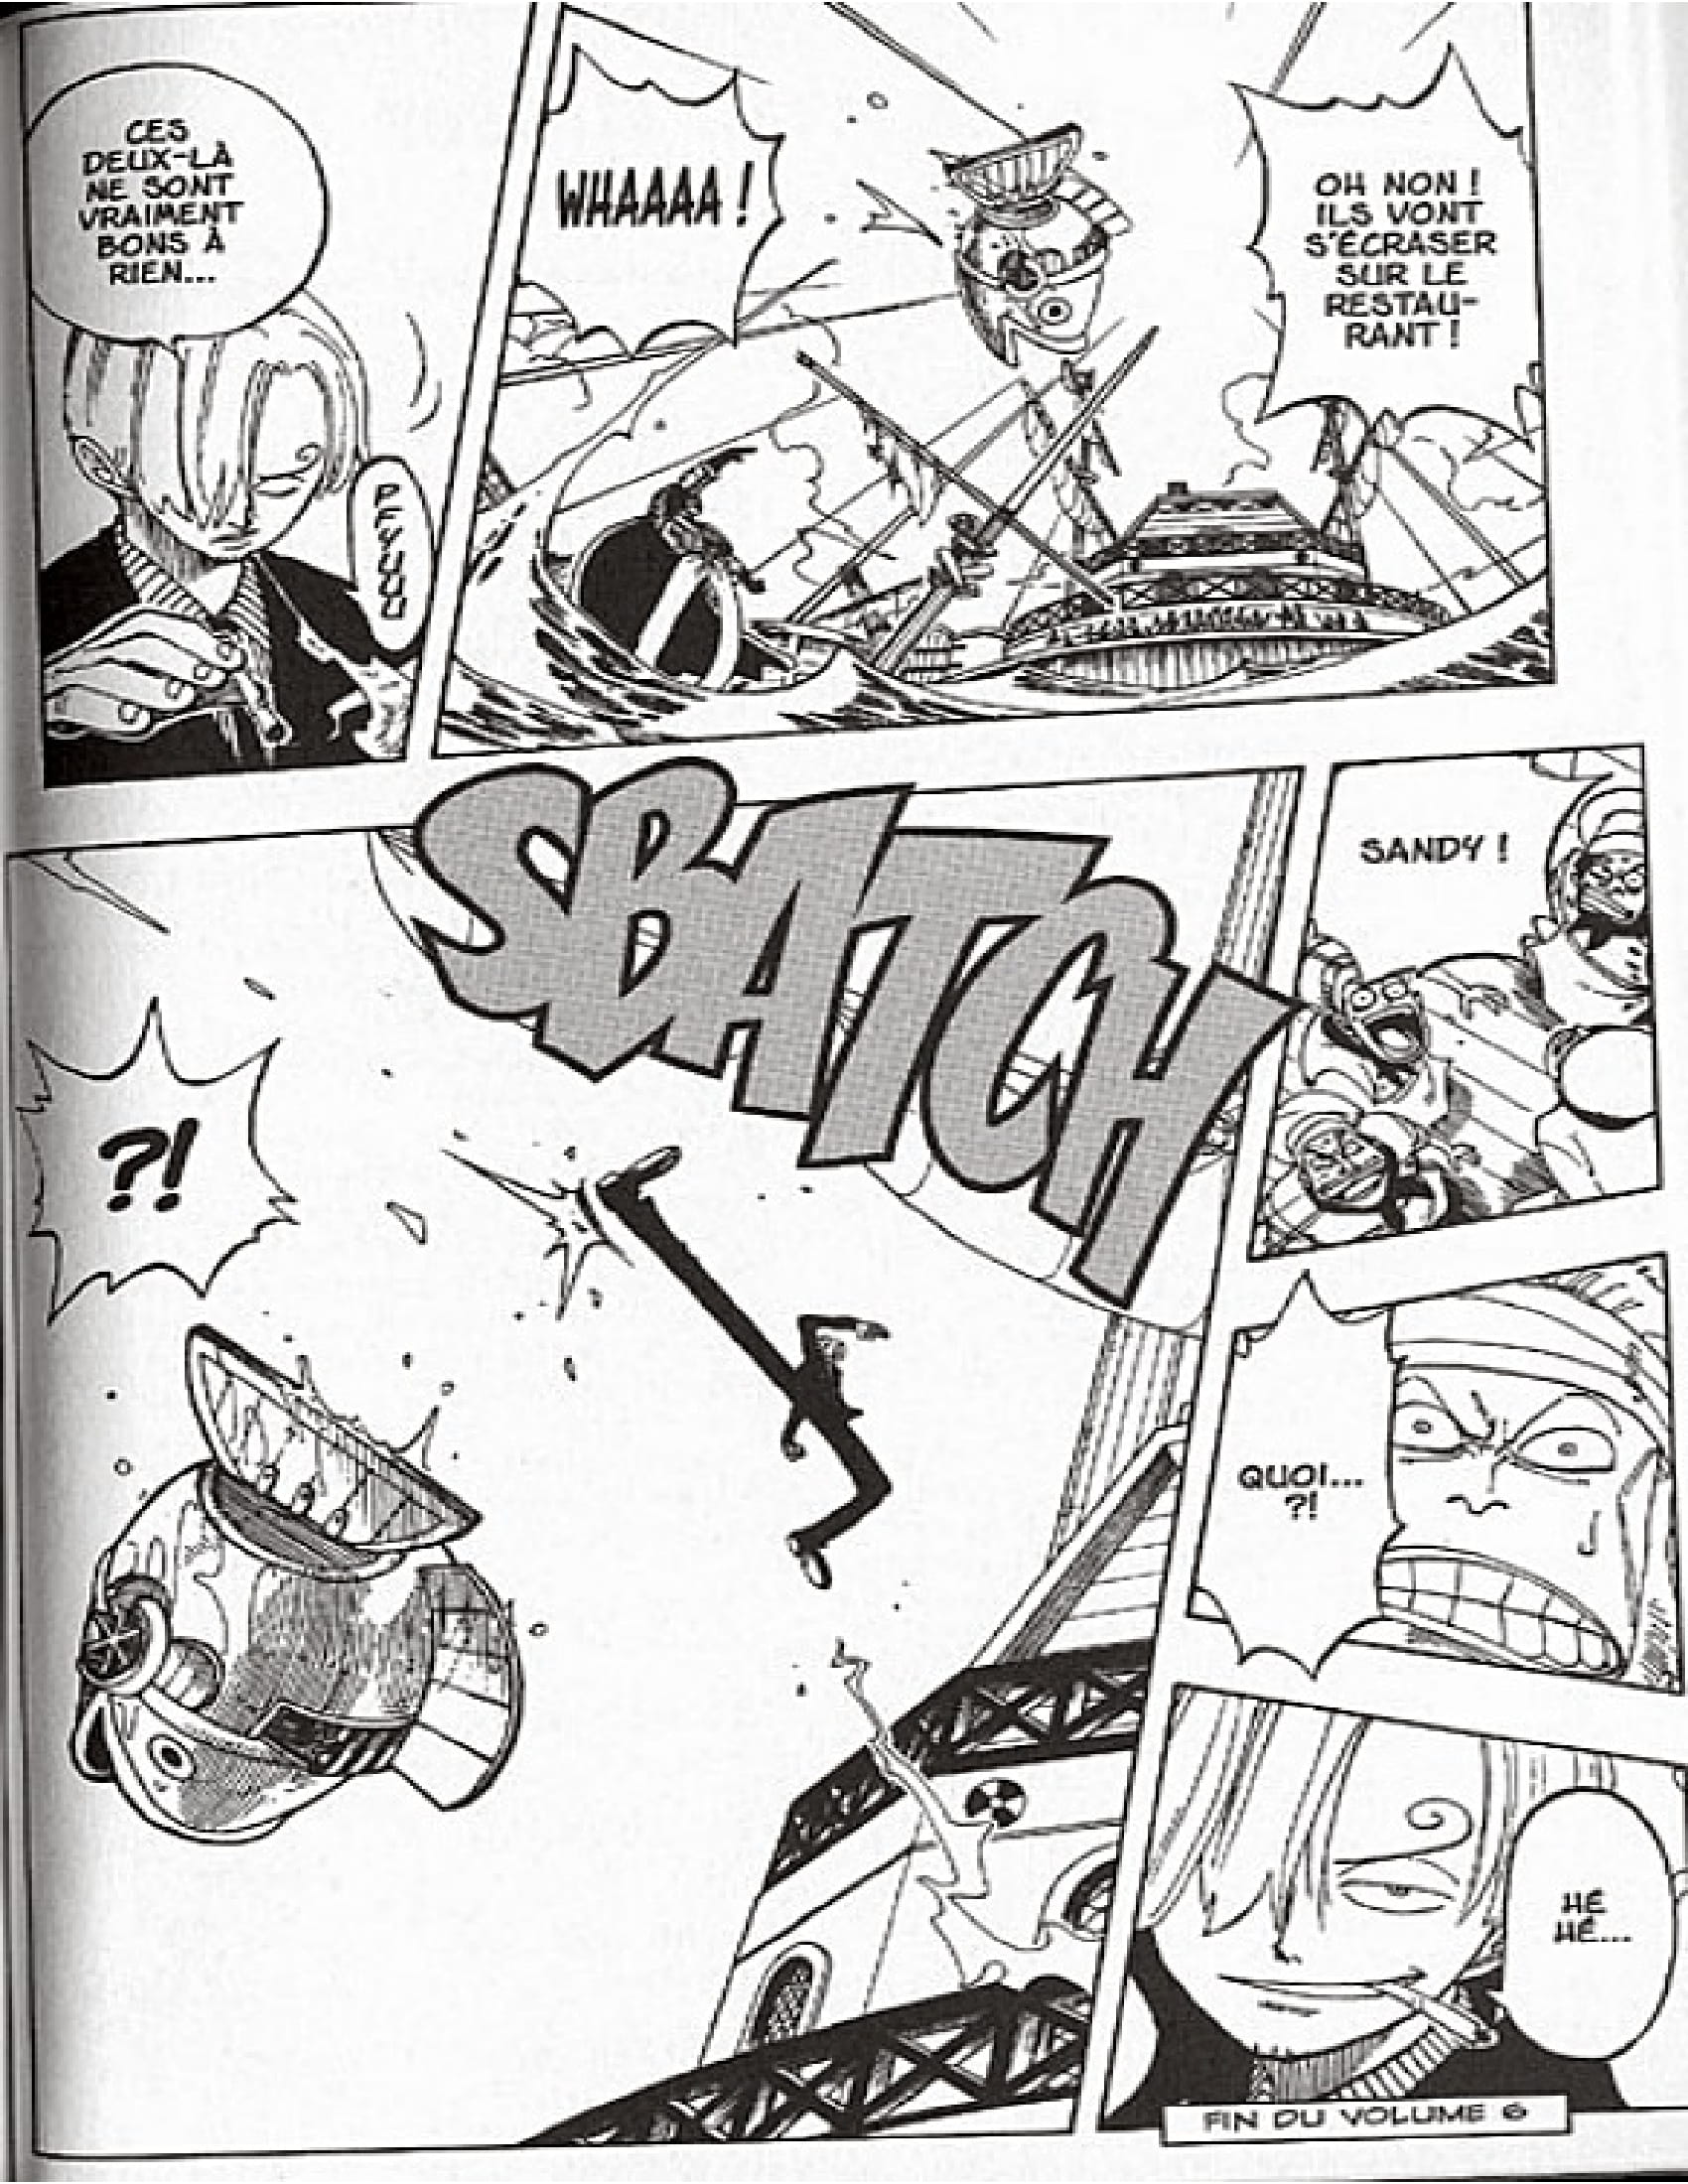 CES
DEUX-LÀ
NE SONT
VRAIMENT
BONS À
RIEN...
WHAAAA !
OH NON !
ILS VONT
S'ÉCRASER
SUR LE
RESTAU-
RANT !
SBATCH
?!
SANDY !
QUOI...
?!
HÉ
HÉ...
FIN DU VOLUME 6